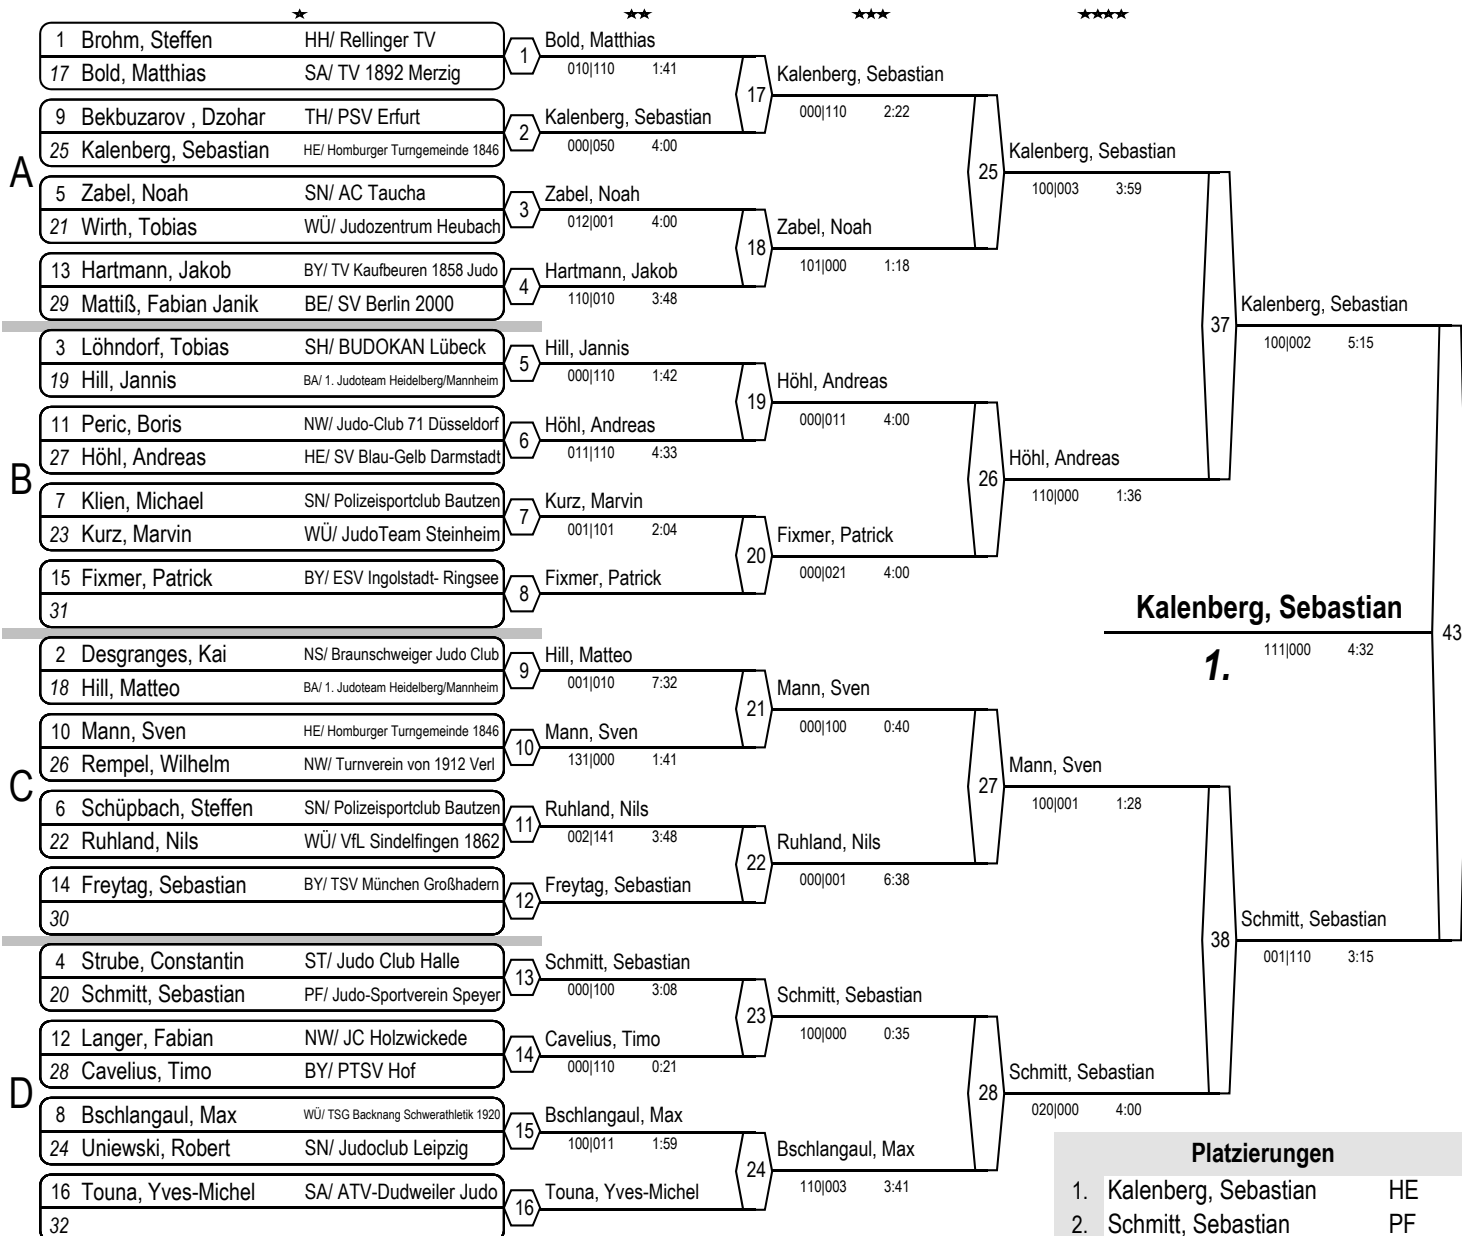 ★ ★★ ★★★ ★★★★
A
1 Brohm, Steffen HH/ Rellinger TV
17 Bold, Matthias SA/ TV 1892 Merzig
9 Bekbuzarov , Dzohar TH/ PSV Erfurt
25 Kalenberg, Sebastian HE/ Homburger Turngemeinde 1846
5 Zabel, Noah SN/ AC Taucha
21 Wirth, Tobias WÜ/ Judozentrum Heubach
13 Hartmann, Jakob BY/ TV Kaufbeuren 1858 Judo
29 Mattiß, Fabian Janik BE/ SV Berlin 2000
B
3 Löhndorf, Tobias SH/ BUDOKAN Lübeck
19 Hill, Jannis BA/ 1. Judoteam Heidelberg/Mannheim
11 Peric, Boris NW/ Judo-Club 71 Düsseldorf
27 Höhl, Andreas HE/ SV Blau-Gelb Darmstadt
7 Klien, Michael SN/ Polizeisportclub Bautzen
23 Kurz, Marvin WÜ/ JudoTeam Steinheim
15 Fixmer, Patrick BY/ ESV Ingolstadt- Ringsee
31
C
2 Desgranges, Kai NS/ Braunschweiger Judo Club
18 Hill, Matteo BA/ 1. Judoteam Heidelberg/Mannheim
10 Mann, Sven HE/ Homburger Turngemeinde 1846
26 Rempel, Wilhelm NW/ Turnverein von 1912 Verl
6 Schüpbach, Steffen SN/ Polizeisportclub Bautzen
22 Ruhland, Nils WÜ/ VfL Sindelfingen 1862
14 Freytag, Sebastian BY/ TSV München Großhadern
30
D
4 Strube, Constantin ST/ Judo Club Halle
20 Schmitt, Sebastian PF/ Judo-Sportverein Speyer
12 Langer, Fabian NW/ JC Holzwickede
28 Cavelius, Timo BY/ PTSV Hof
8 Bschlangaul, Max WÜ/ TSG Backnang Schwerathletik 1920
24 Uniewski, Robert SN/ Judoclub Leipzig
16 Touna, Yves-Michel SA/ ATV-Dudweiler Judo
32
1 Bold, Matthias
010|110 1:41
2 Kalenberg, Sebastian
000|050 4:00
3 Zabel, Noah
012|001 4:00
4 Hartmann, Jakob
110|010 3:48
5 Hill, Jannis
000|110 1:42
6 Höhl, Andreas
011|110 4:33
7 Kurz, Marvin
001|101 2:04
8 Fixmer, Patrick
9 Hill, Matteo
001|010 7:32
10 Mann, Sven
131|000 1:41
11 Ruhland, Nils
002|141 3:48
12 Freytag, Sebastian
13 Schmitt, Sebastian
000|100 3:08
14 Cavelius, Timo
000|110 0:21
15 Bschlangaul, Max
100|011 1:59
16 Touna, Yves-Michel
17 Kalenberg, Sebastian
000|110 2:22
18 Zabel, Noah
101|000 1:18
19 Höhl, Andreas
000|011 4:00
20 Fixmer, Patrick
000|021 4:00
21 Mann, Sven
000|100 0:40
22 Ruhland, Nils
000|001 6:38
23 Schmitt, Sebastian
100|000 0:35
24 Bschlangaul, Max
110|003 3:41
25 Kalenberg, Sebastian
100|003 3:59
26 Höhl, Andreas
110|000 1:36
27 Mann, Sven
100|001 1:28
28 Schmitt, Sebastian
020|000 4:00
37 Kalenberg, Sebastian
100|002 5:15
38 Schmitt, Sebastian
001|110 3:15
Kalenberg, Sebastian 43
1. 111|000 4:32
Platzierungen
1. Kalenberg, Sebastian HE
2. Schmitt, Sebastian PF